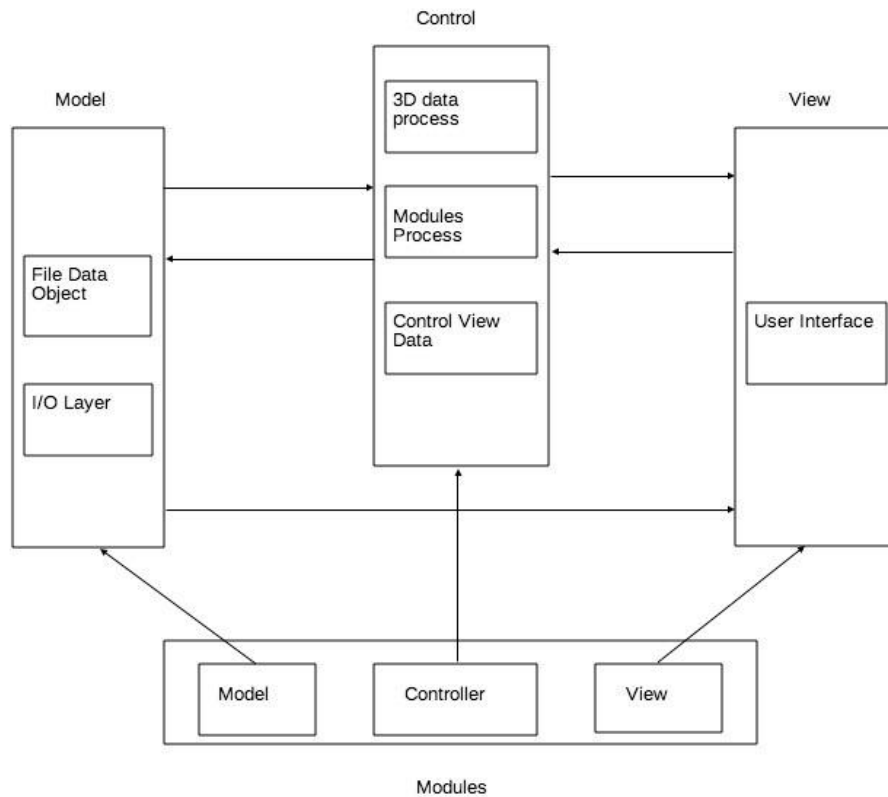 Control
Model
View
3D data
process
Modules
Process
File Data
Object
Control View
Data
User Interface
I/O Layer
Model
Controller
View
Modules